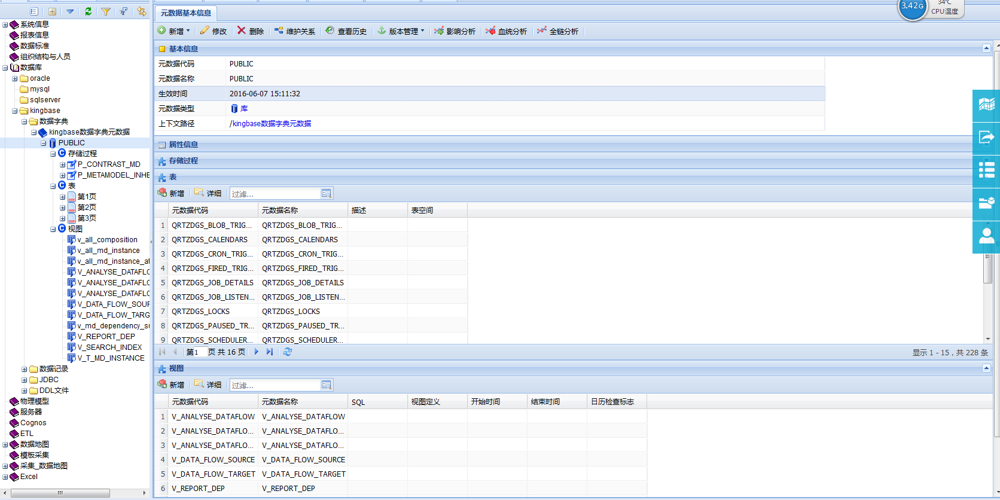 系统信息
报表信息
数据标准
组织结构与人员
数据库
oracle
mysql
sqlserver
kingbase
数据字典
kingbase数据字典元数据
PUBLIC
存储过程
P_CONTRAST_MD
P_METAMODEL_INHE
表
第1页
第2页
第3页
视图
v_all_composition
v_all_md_instance
v_all_md_instance_at
V_ANALYSE_DATAFLO
V_ANALYSE_DATAFLO
V_ANALYSE_DATAFLO
V_DATA_FLOW_SOUR
V_DATA_FLOW_TARG
v_md_dependency_su
V_REPORT_DEP
V_SEARCH_INDEX
V_T_MD_INSTANCE
数据记录
JDBC
DDL文件
物理模型
服务器
Cognos
ETL
数据地图
模板采集
采集_数据地图
Excel
元数据基本信息
3.42G
34℃
CPU温度
新增 修改 删除 维护关系 查看历史 版本管理 影响分析 血统分析 全链分析
基本信息
元数据代码 PUBLIC
元数据名称 PUBLIC
生效时间 2016-06-07 15:11:32
元数据类型 库
上下文路径 /kingbase数据字典元数据
属性信息
存储过程
表
新增 详细 过滤...
元数据代码 元数据名称 描述 表空间
1 QRTZDGS_BLOB_TRIG... QRTZDGS_BLOB_TRIG...
2 QRTZDGS_CALENDARS QRTZDGS_CALENDARS
3 QRTZDGS_CRON_TRIG... QRTZDGS_CRON_TRIG...
4 QRTZDGS_FIRED_TRIG... QRTZDGS_FIRED_TRIG...
5 QRTZDGS_JOB_DETAILS QRTZDGS_JOB_DETAILS
6 QRTZDGS_JOB_LISTEN... QRTZDGS_JOB_LISTEN...
7 QRTZDGS_LOCKS QRTZDGS_LOCKS
8 QRTZDGS_PAUSED_TR... QRTZDGS_PAUSED_TR...
9 QRTZDGS_SCHEDULER... QRTZDGS_SCHEDULER...
第1 页 共 16 页 显示 1 - 15 , 共 228 条
视图
新增 详细 过滤...
元数据代码 元数据名称 SQL 视图定义 开始时间 结束时间 日历检查标志
1 V_ANALYSE_DATAFLOW V_ANALYSE_DATAFLOW
2 V_ANALYSE_DATAFLO... V_ANALYSE_DATAFLO...
3 V_ANALYSE_DATAFLO... V_ANALYSE_DATAFLO...
4 V_DATA_FLOW_SOURCE V_DATA_FLOW_SOURCE
5 V_DATA_FLOW_TARGET V_DATA_FLOW_TARGET
6 V_REPORT_DEP V_REPORT_DEP